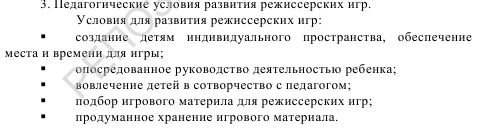 3. Педагогические условия развития режиссерских игр.
Условия для развития режиссерских игр:
▪ создание детям индивидуального пространства, обеспечение
места и времени для игры;
▪ опосредованное руководство деятельностью ребенка;
▪ вовлечение детей в сотворчество с педагогом;
▪ подбор игрового материла для режиссерских игр;
▪ продуманное хранение игрового материала.